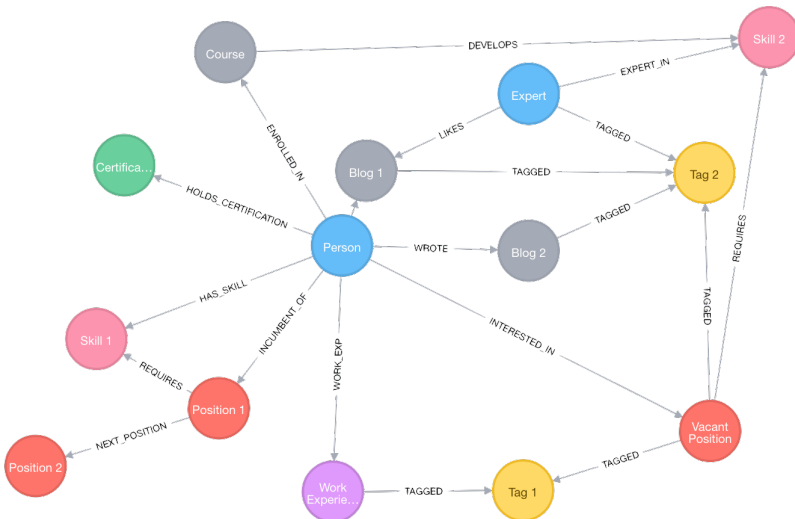 Skill 2
Course
DEVELOPS
EXPERT_IN
Expert
LIKES
TAGGED
ENROLLED_IN
Certifica...
Blog 1
TAGGED
Tag 2
HOLDS_CERTIFICATION
TAGGED
REQUIRES
Person
WROTE
Blog 2
HAS_SKILL
INCUMBENT_OF
INTERESTED_IN
TAGGED
Skill 1
WORK_EXP
REQUIRES
Position 1
Vacant
Position
NEXT_POSITION
TAGGED
Position 2
Work
Experie...
TAGGED
Tag 1